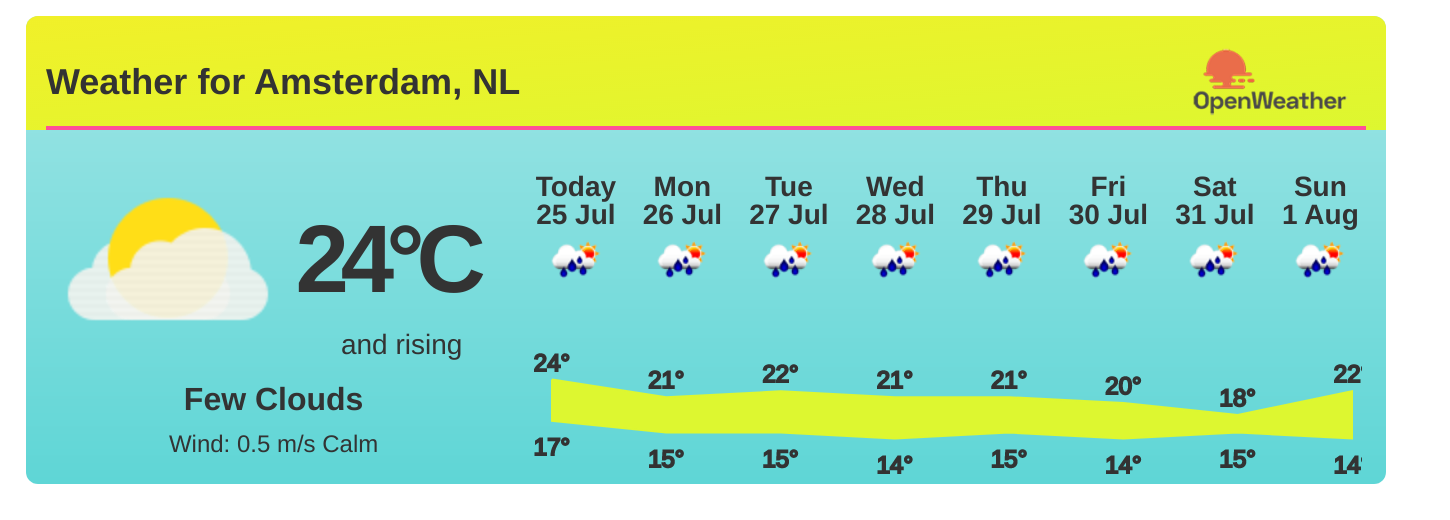 Weather for Amsterdam, NL
OpenWeather
24°C
and rising
Few Clouds
Wind: 0.5 m/s Calm
Today Mon Tue Wed Thu Fri Sat Sun
25 Jul 26 Jul 27 Jul 28 Jul 29 Jul 30 Jul 31 Jul 1 Aug
24° 21° 22° 21° 21° 20° 18° 22°
17° 15° 15° 14° 15° 14° 15° 14°